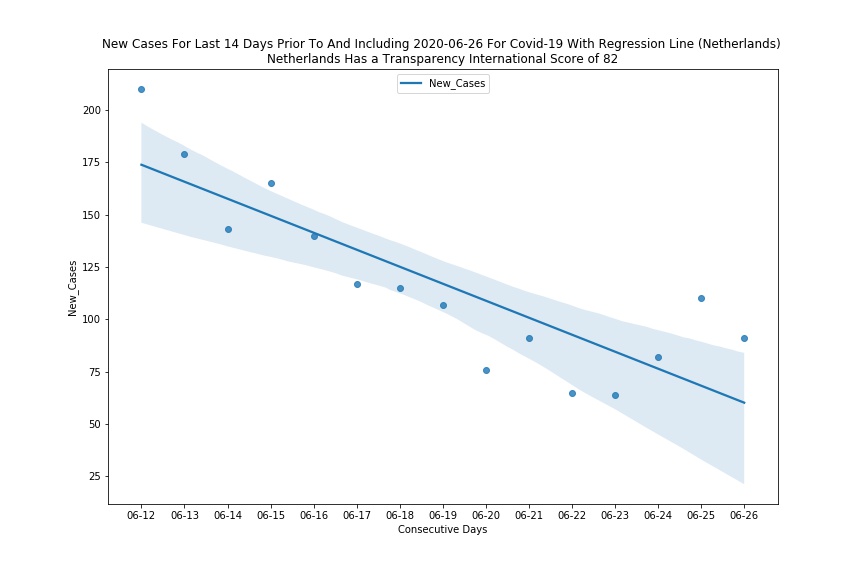 New Cases For Last 14 Days Prior To And Including 2020-06-26 For Covid-19 With Regression Line (Netherlands)
Netherlands Has a Transparency International Score of 82
New_Cases
200
175
150
125
100
75
50
25
New_Cases
06-12 06-13 06-14 06-15 06-16 06-17 06-18 06-19 06-20 06-21 06-22 06-23 06-24 06-25 06-26
Consecutive Days